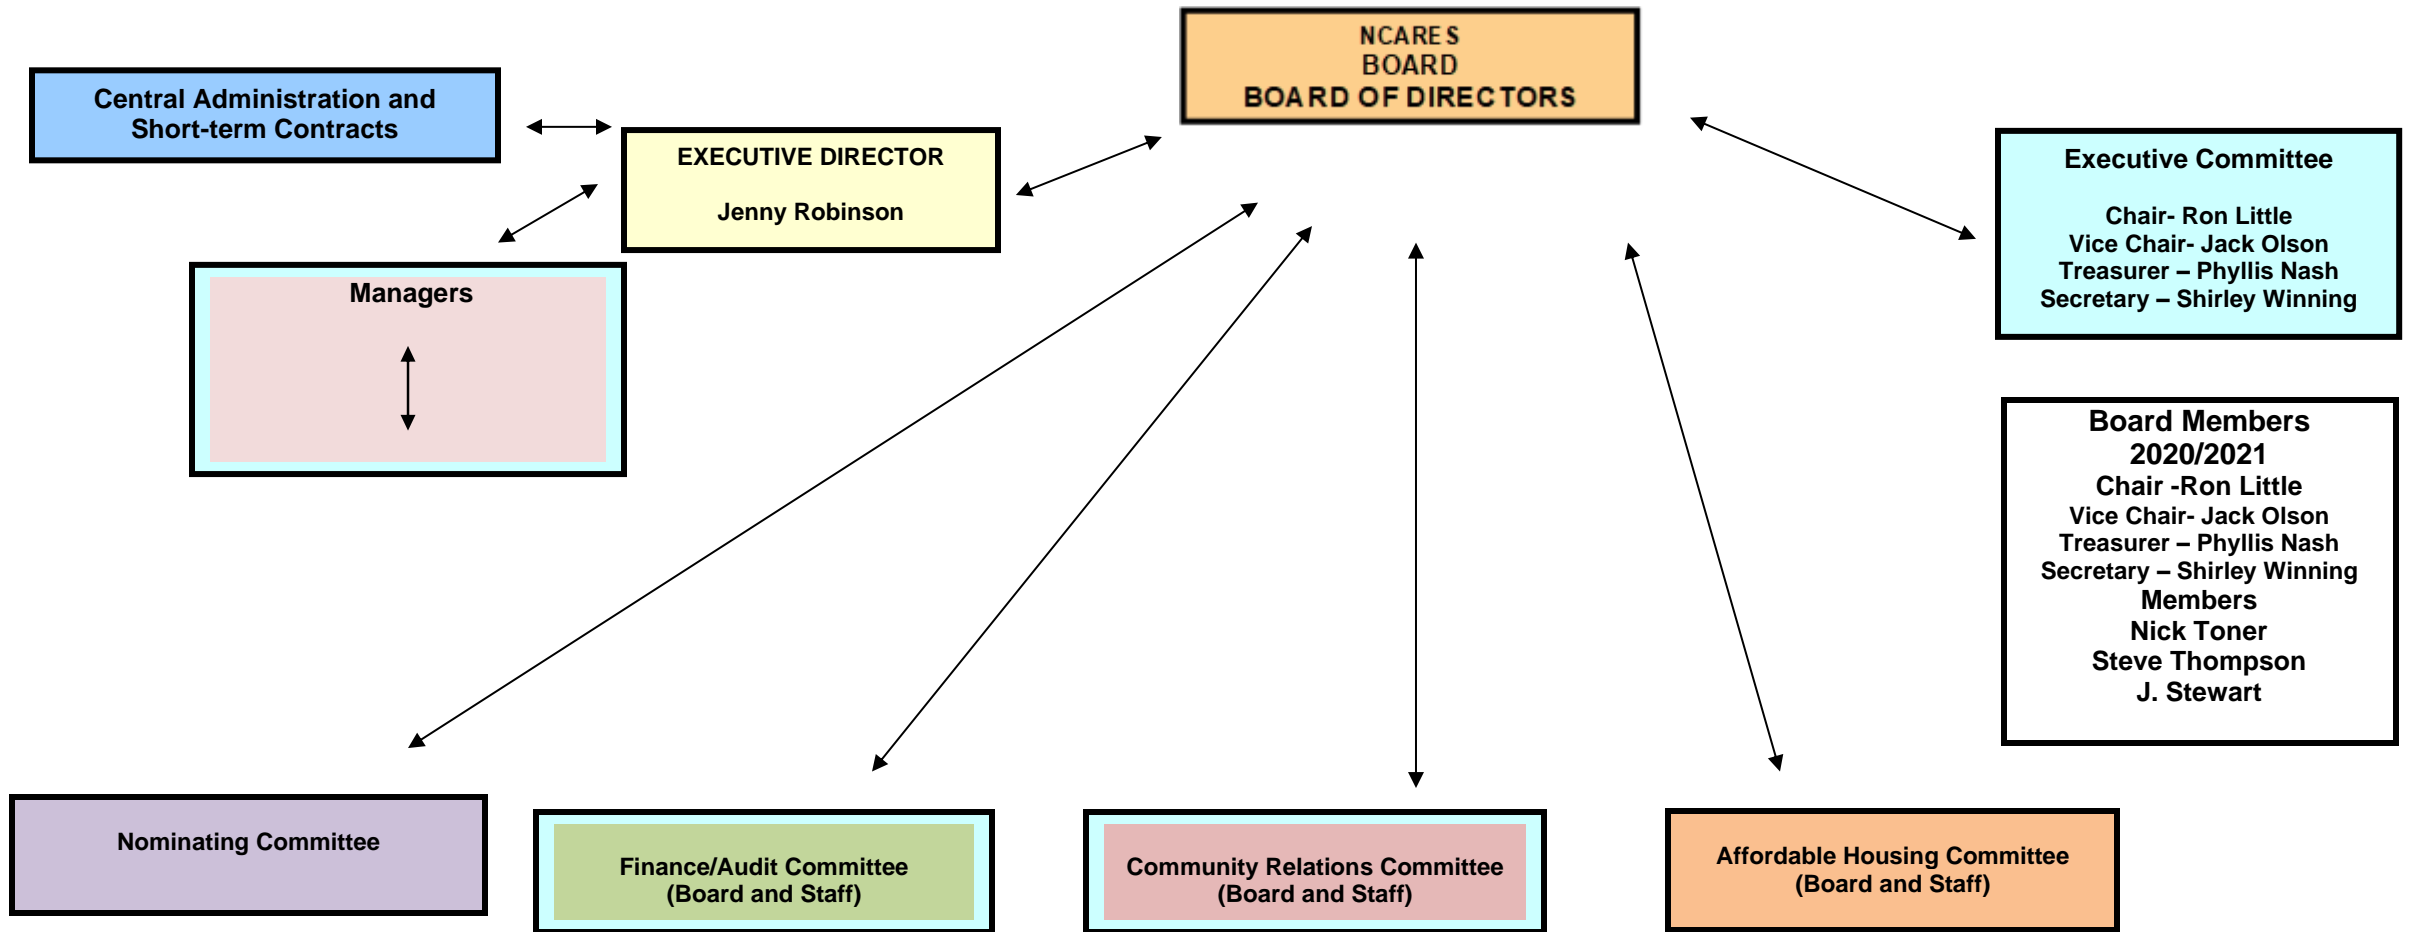 NCARES
BOARD
BOARD OF DIRECTORS
Central Administration and
Short-term Contracts
EXECUTIVE DIRECTOR
Jenny Robinson
Managers
Executive Committee
Chair- Ron Little
Vice Chair- Jack Olson
Treasurer – Phyllis Nash
Secretary – Shirley Winning
Board Members
2020/2021
Chair -Ron Little
Vice Chair- Jack Olson
Treasurer – Phyllis Nash
Secretary – Shirley Winning
Members
Nick Toner
Steve Thompson
J. Stewart
Nominating Committee
Finance/Audit Committee
(Board and Staff)
Community Relations Committee
(Board and Staff)
Affordable Housing Committee
(Board and Staff)